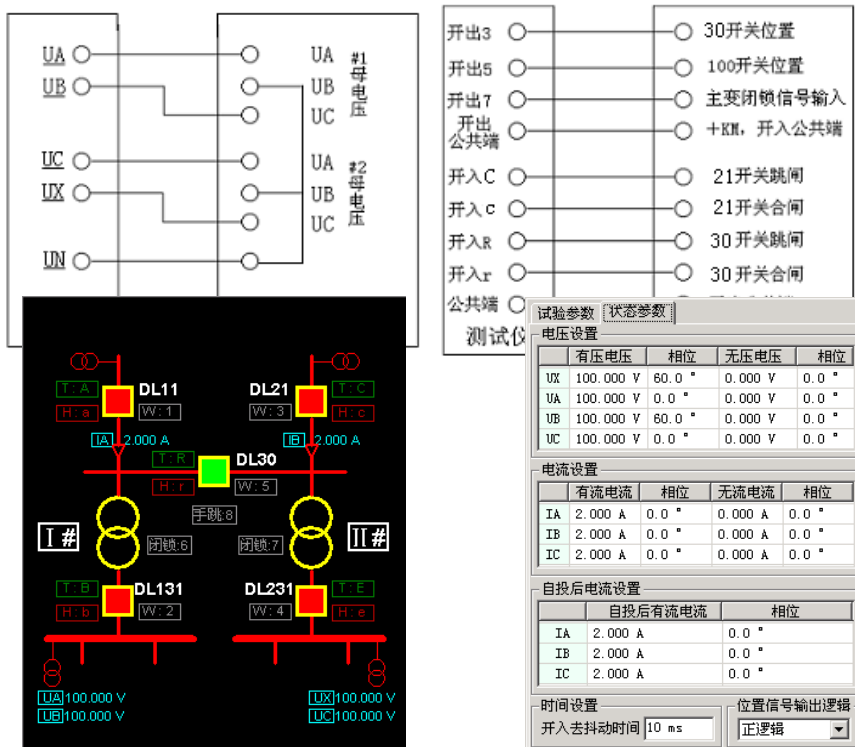 UA UA #1母电压
UB UB
UC
UC UA #2母电压
UX UB
UC
UN
开出3 30开关位置
开出5 100开关位置
开出7 主变闭锁信号输入
开出公共端 +KM，开入公共端
开入C 21开关跳闸
开入c 21开关合闸
开入R 30开关跳闸
开入r 30开关合闸
公共端
测试仪
T:A DL11 DL21 T:C
H:a W:1 W:3 H:c
IA 2.000 A IB 2.000 A
T:R DL30
H:r W:5
手跳:8
I# 闭锁:6 闭锁:7 II#
T:B DL131 DL231 T:E
H:b W:2 W:4 H:e
UA 100.000 V UX 100.000 V
UB 100.000 V UC 100.000 V
试验参数 状态参数
电压设置
有压电压 相位 无压电压 相位
UX 100.000 V 60.0 ° 0.000 V 0.0 °
UA 100.000 V 0.0 ° 0.000 V 0.0 °
UB 100.000 V 60.0 ° 0.000 V 0.0 °
UC 100.000 V 0.0 ° 0.000 V 0.0 °
电流设置
有流电流 相位 无流电流 相位
IA 2.000 A 0.0 ° 0.000 A 0.0 °
IB 2.000 A 0.0 ° 0.000 A 0.0 °
IC 2.000 A 0.0 ° 0.000 A 0.0 °
自投后电流设置
自投后有流电流 相位
IA 2.000 A 0.0 °
IB 2.000 A 0.0 °
IC 2.000 A 0.0 °
时间设置 位置信号输出逻辑
开入去抖动时间 10 ms 正逻辑